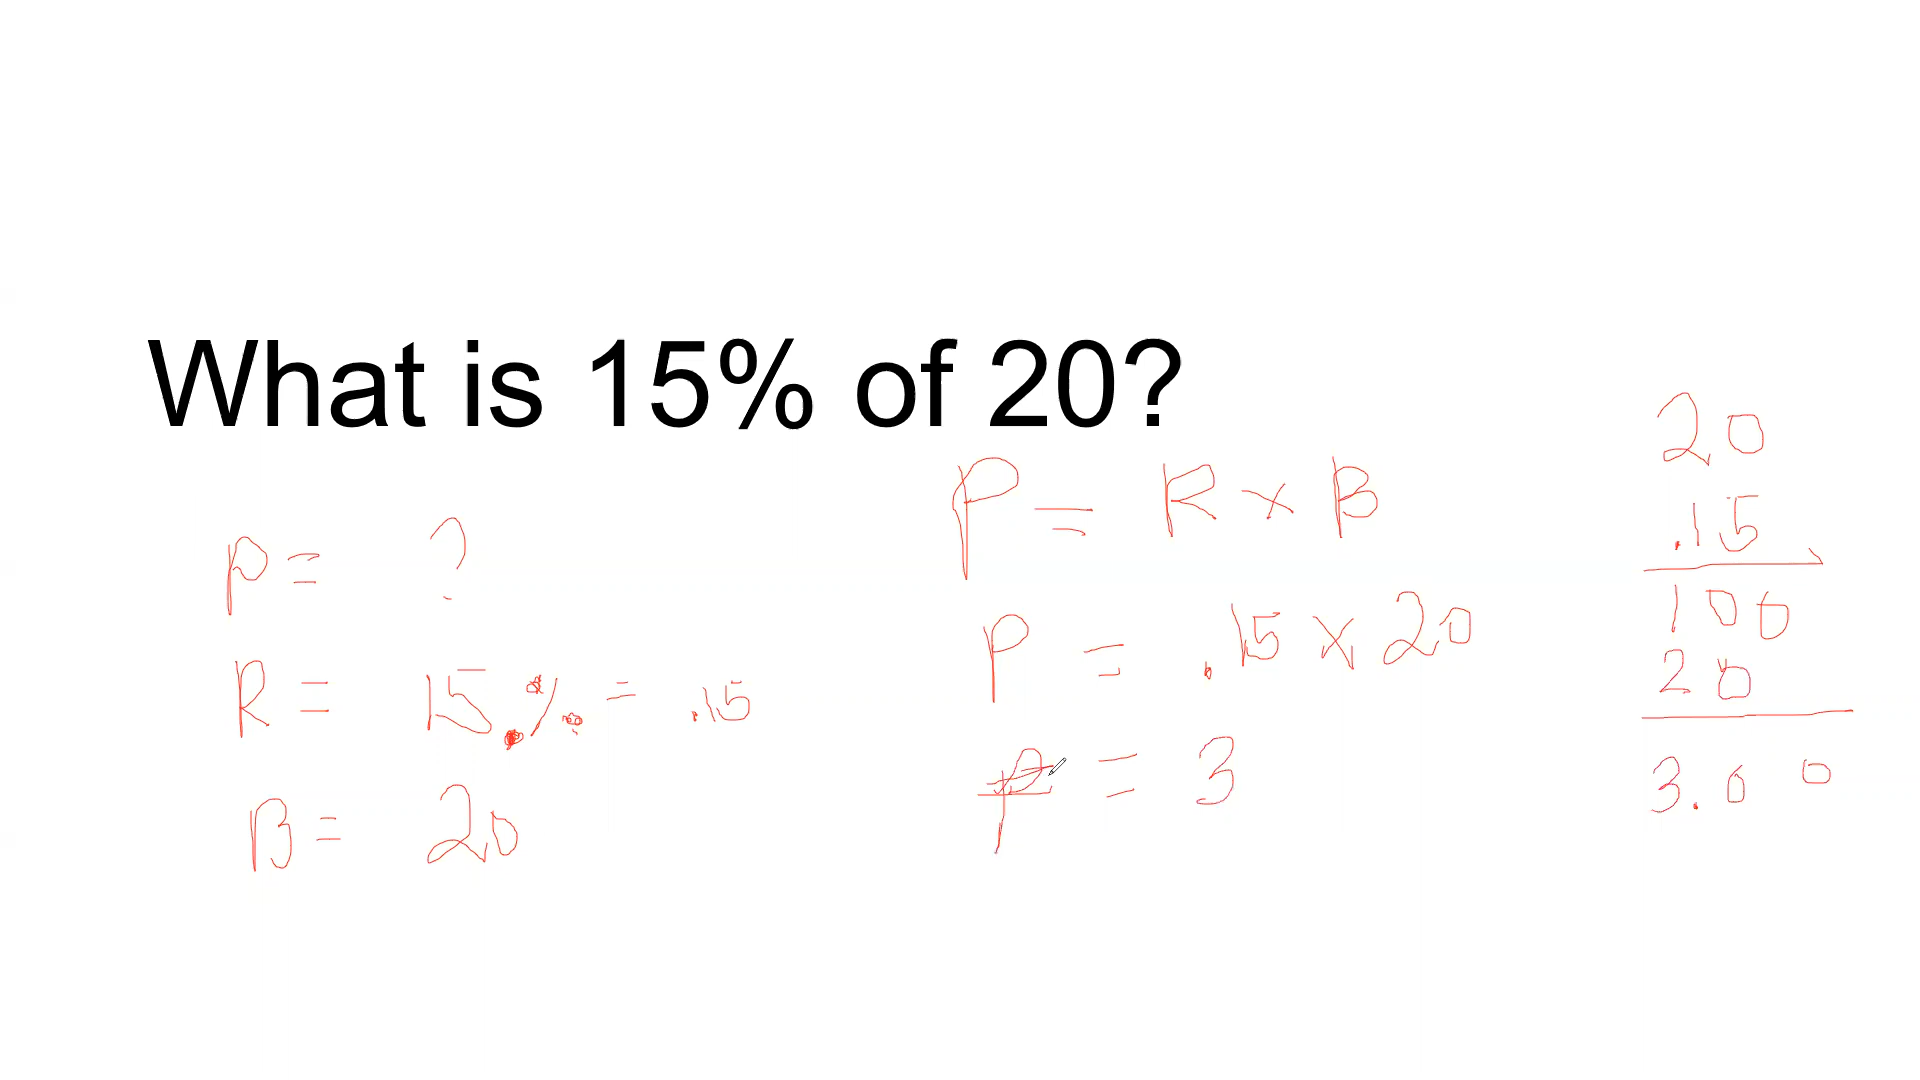 What is 15% of 20?
P = ?
R = 15.% = .15
B = 20
P = R x B
P = .15 x 20
P = 3
20
.15
100
20
3.00